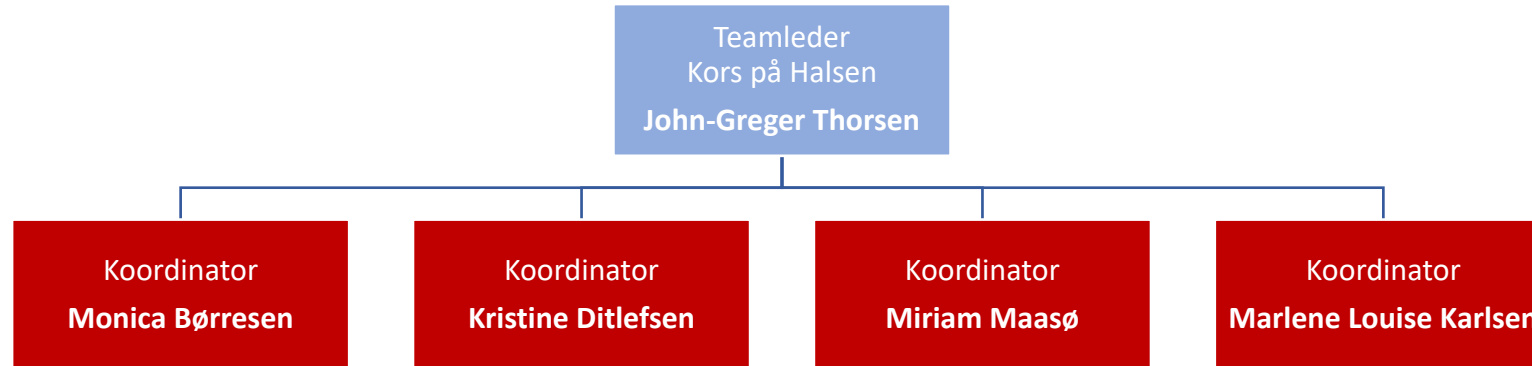 Teamleder
Kors på Halsen
John-Greger Thorsen
Koordinator
Monica Børresen
Koordinator
Kristine Ditlefsen
Koordinator
Miriam Maasø
Koordinator
Marlene Louise Karlsen